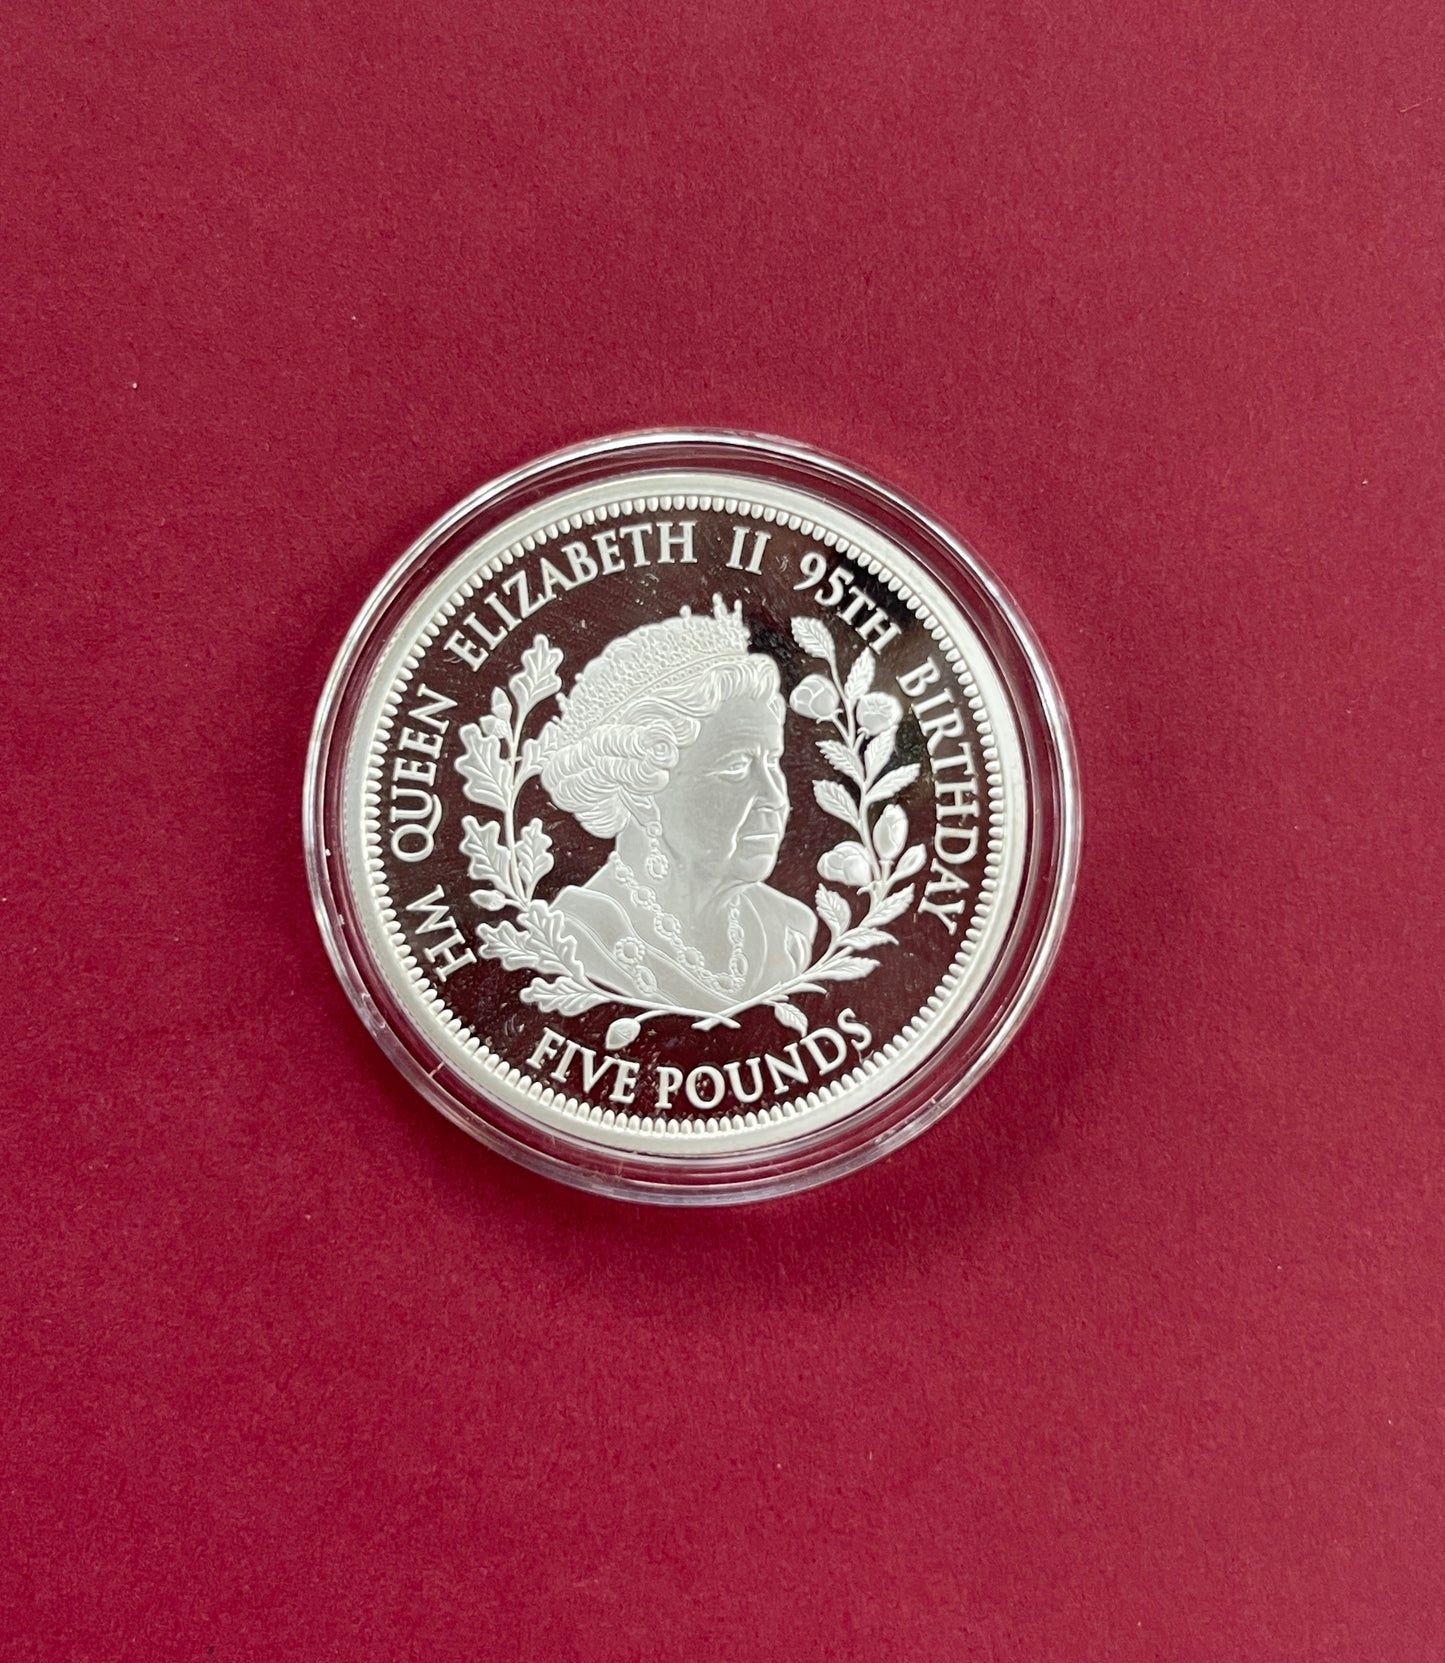 HM QUEEN ELIZABETH II 95TH BIRTHDAY
FIVE POUNDS